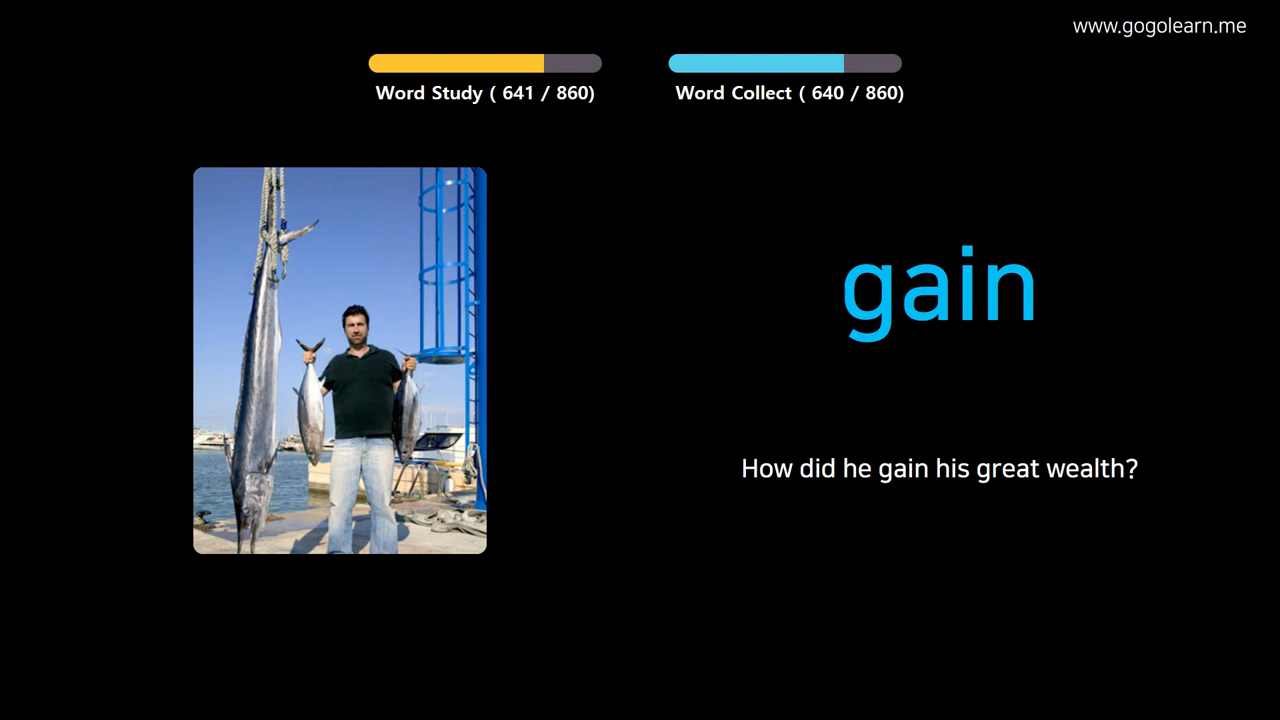 www.gogolearn.me
Word Study ( 641 / 860)
Word Collect ( 640 / 860)
gain
How did he gain his great wealth?